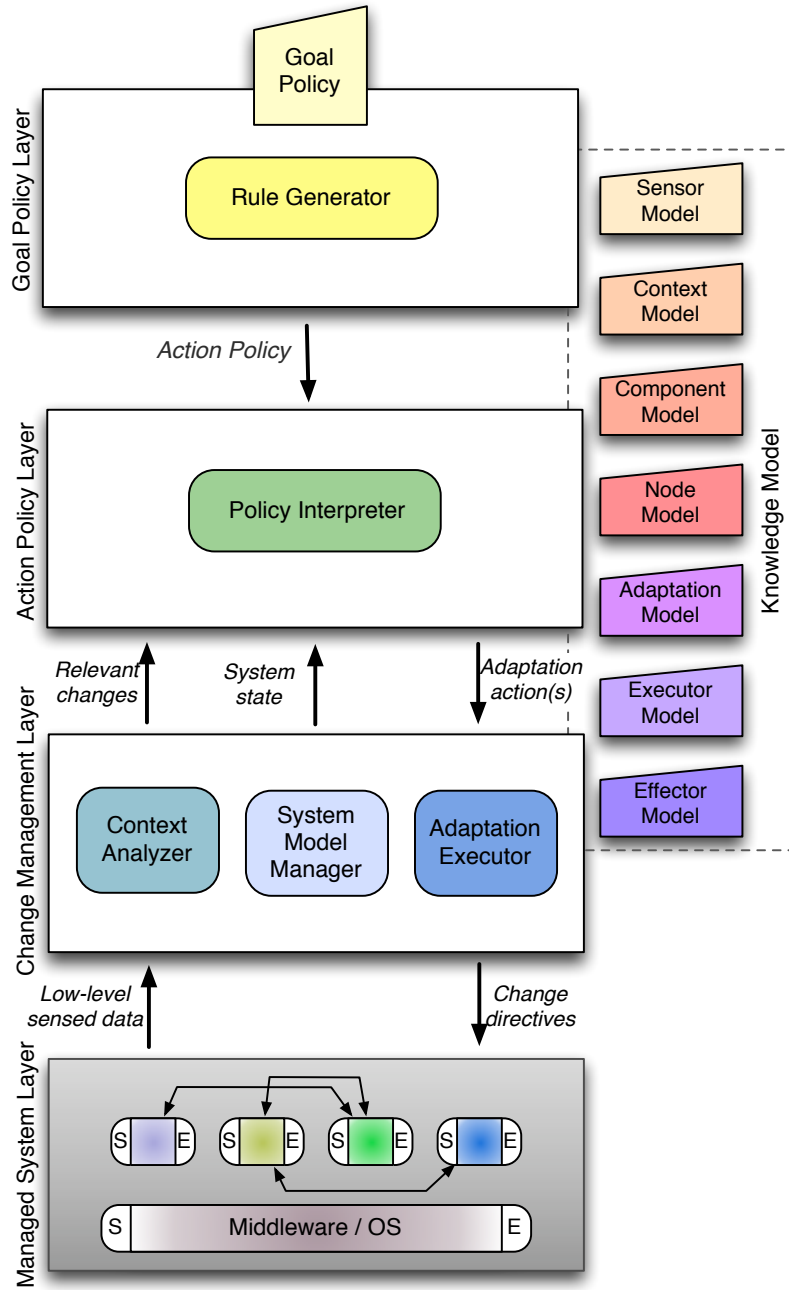 Goal
Policy
Goal Policy Layer
Rule Generator
Action Policy
Action Policy Layer
Policy Interpreter
Relevant
changes
System
state
Adaptation
action(s)
Change Management Layer
Context
Analyzer
System
Model
Manager
Adaptation
Executor
Low-level
sensed data
Change
directives
Managed System Layer
S E
S E
S E
S E
S Middleware / OS E
Knowledge Model
Sensor
Model
Context
Model
Component
Model
Node
Model
Adaptation
Model
Executor
Model
Effector
Model